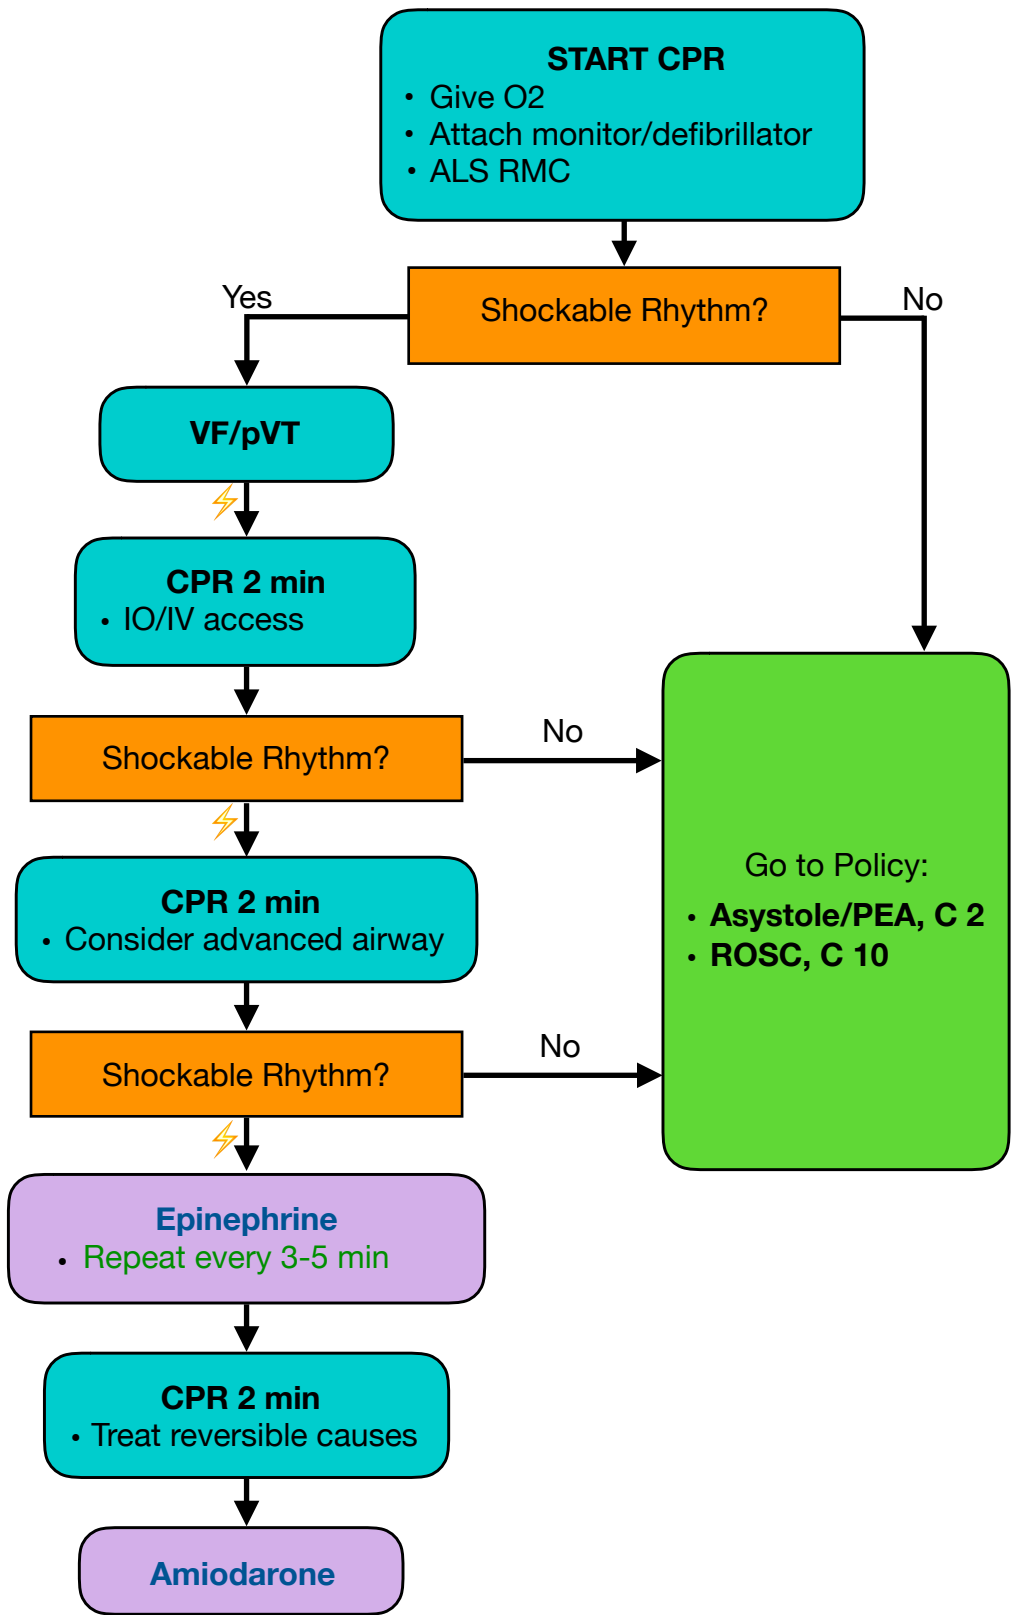 START CPR
• Give O2
• Attach monitor/defibrillator
• ALS RMC
Shockable Rhythm?
Yes
No
VF/pVT
CPR 2 min
• IO/IV access
Shockable Rhythm?
No
CPR 2 min
• Consider advanced airway
Shockable Rhythm?
No
Go to Policy:
• Asystole/PEA, C 2
• ROSC, C 10
Epinephrine
• Repeat every 3-5 min
CPR 2 min
• Treat reversible causes
Amiodarone